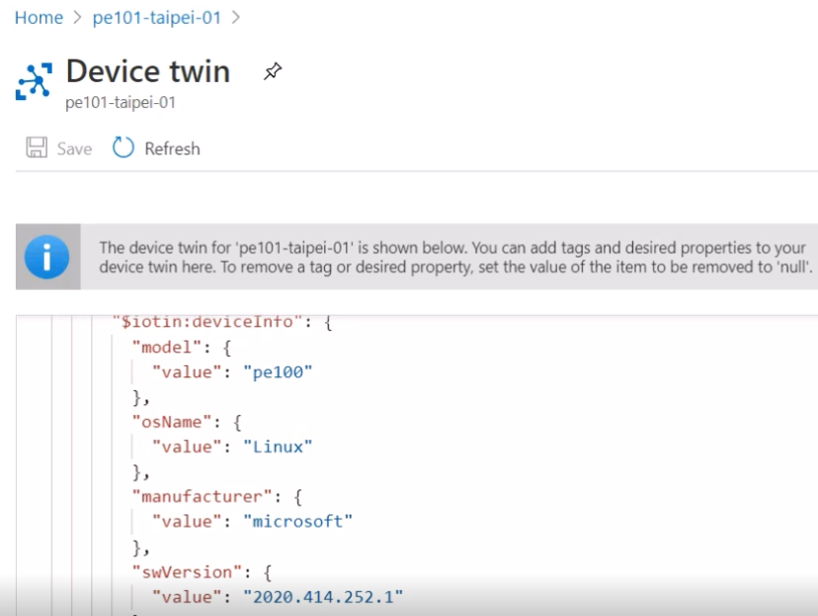 Home > pe101-taipei-01 >
Device twin
pe101-taipei-01
Save Refresh
The device twin for 'pe101-taipei-01' is shown below. You can add tags and desired properties to your
device twin here. To remove a tag or desired property, set the value of the item to be removed to 'null'.
"$iotin:deviceInfo": {
"model": {
"value": "pe100"
},
"osName": {
"value": "Linux"
},
"manufacturer": {
"value": "microsoft"
},
"swVersion": {
"value": "2020.414.252.1"